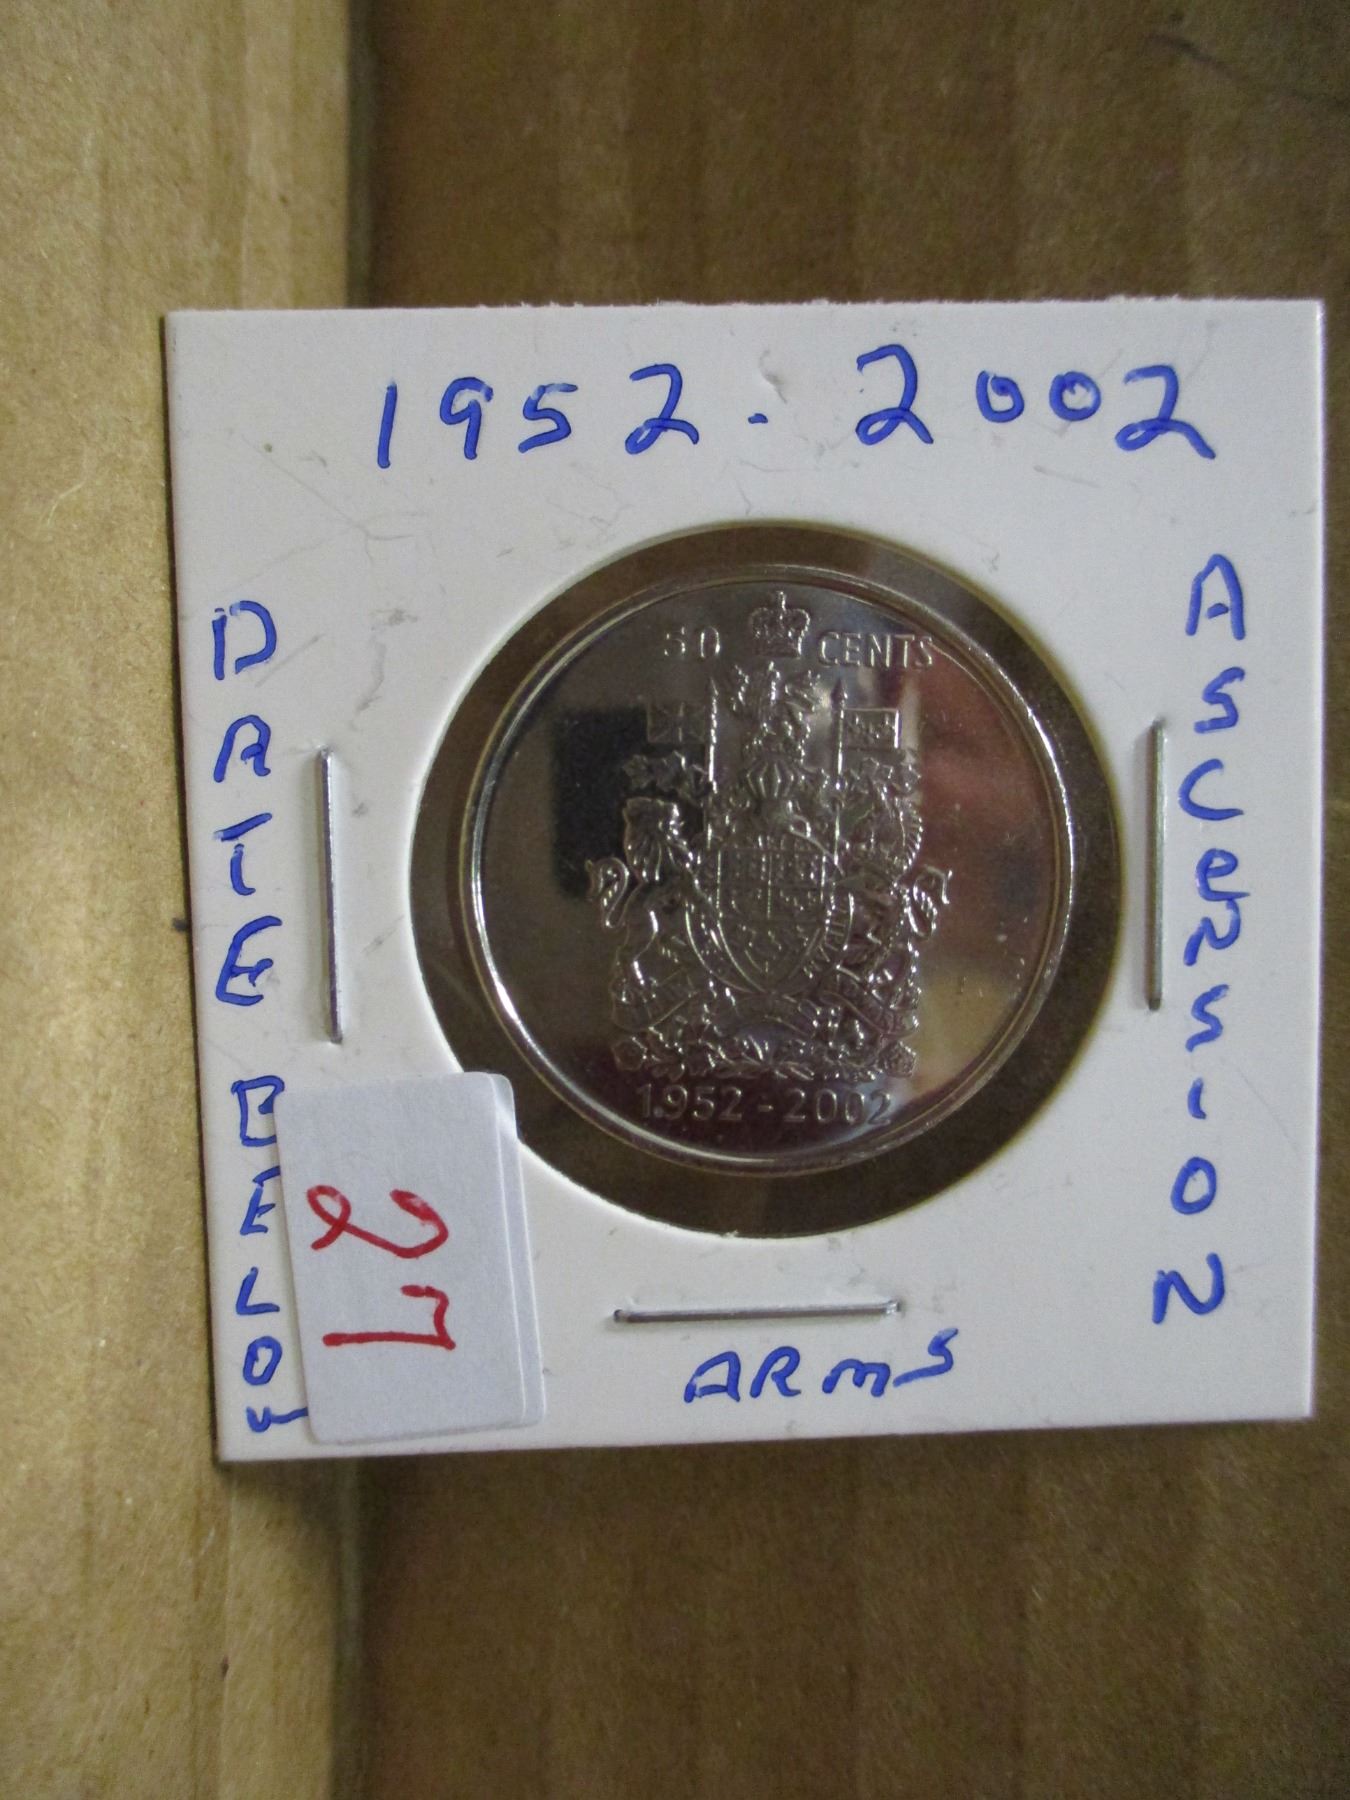 1952-2002
DATE BELOW
ASCENSION
50 CENTS
1952-2002
27
ARMS